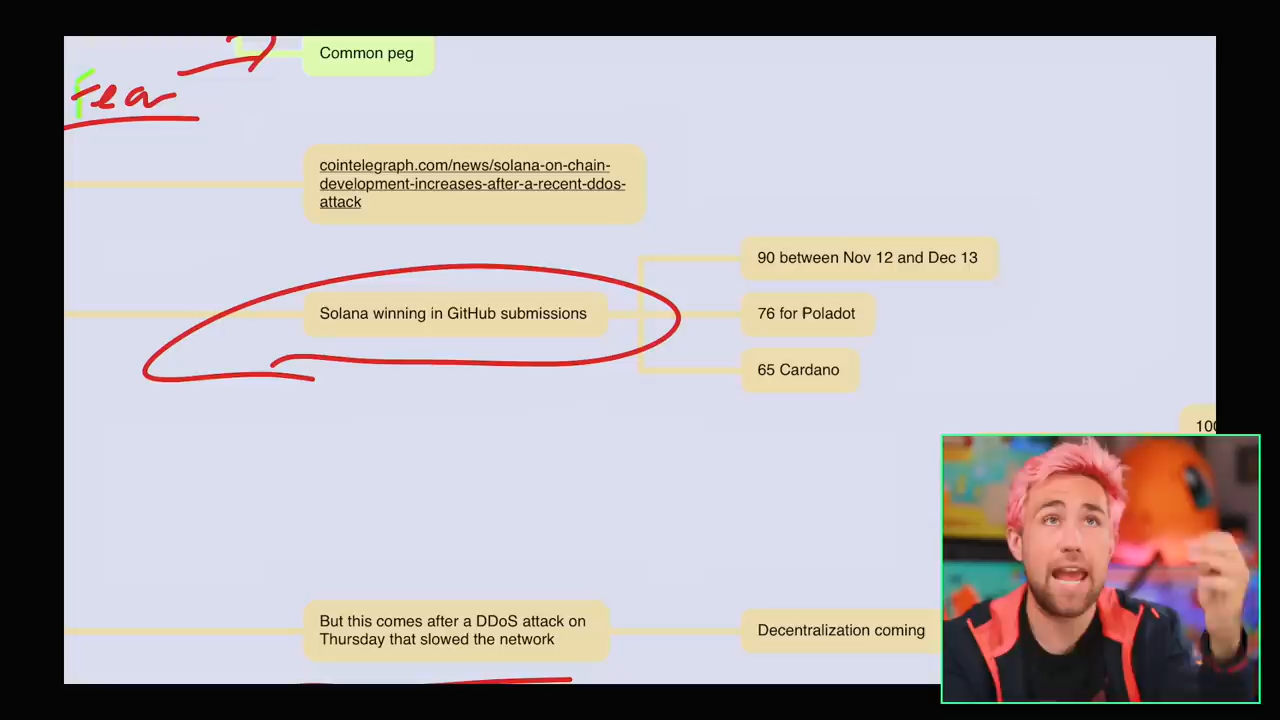 Common peg
Fear
cointelegraph.com/news/solana-on-chain-
development-increases-after-a-recent-ddos-
attack
90 between Nov 12 and Dec 13
Solana winning in GitHub submissions
76 for Poladot
65 Cardano
100
But this comes after a DDoS attack on
Thursday that slowed the network
Decentralization coming